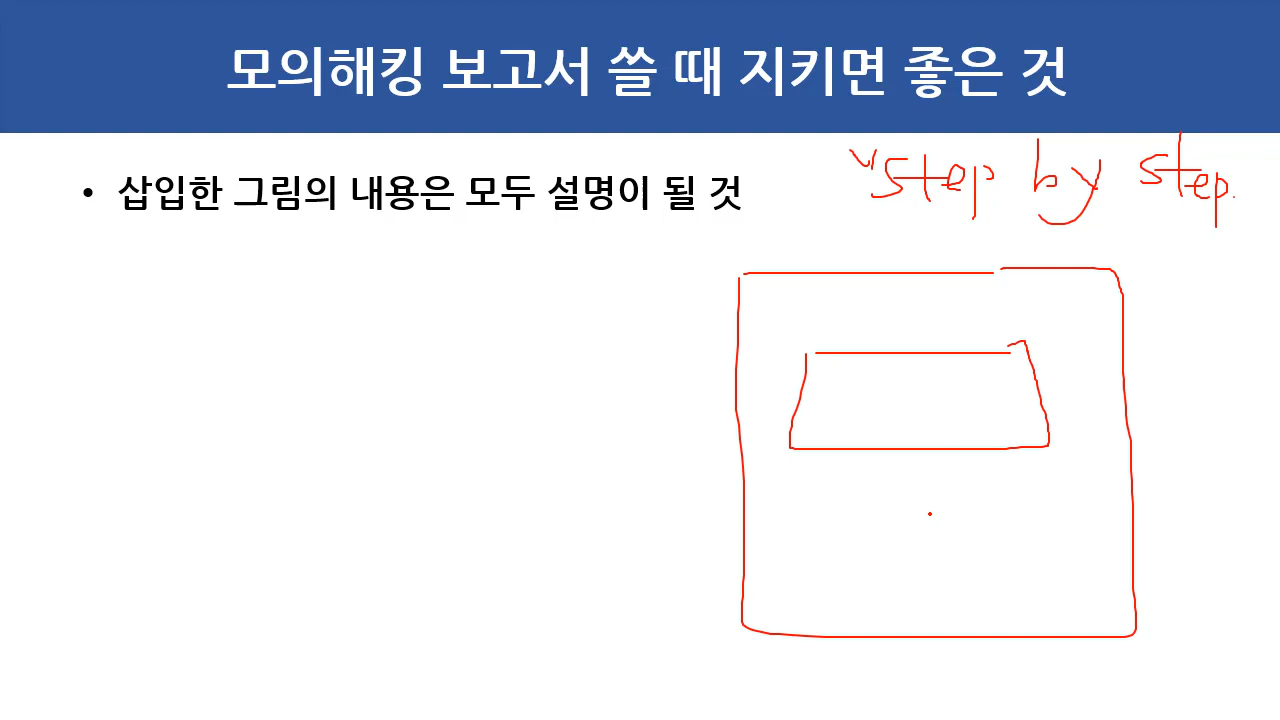 모의해킹 보고서 쓸 때 지키면 좋은 것
• 삽입한 그림의 내용은 모두 설명이 될 것
"step by step.